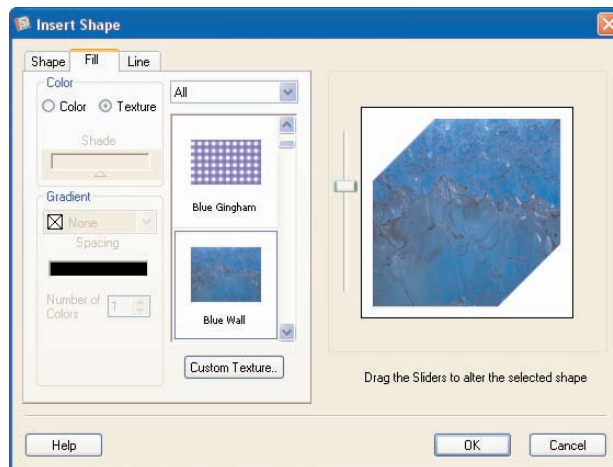 Insert Shape
Shape Fill Line
Color
Color Texture
Shade
Gradient
None
Spacing
Number of
Colors
1
All
Blue Gingham
Blue Wall
Custom Texture..
Drag the Sliders to alter the selected shape
Help
OK
Cancel